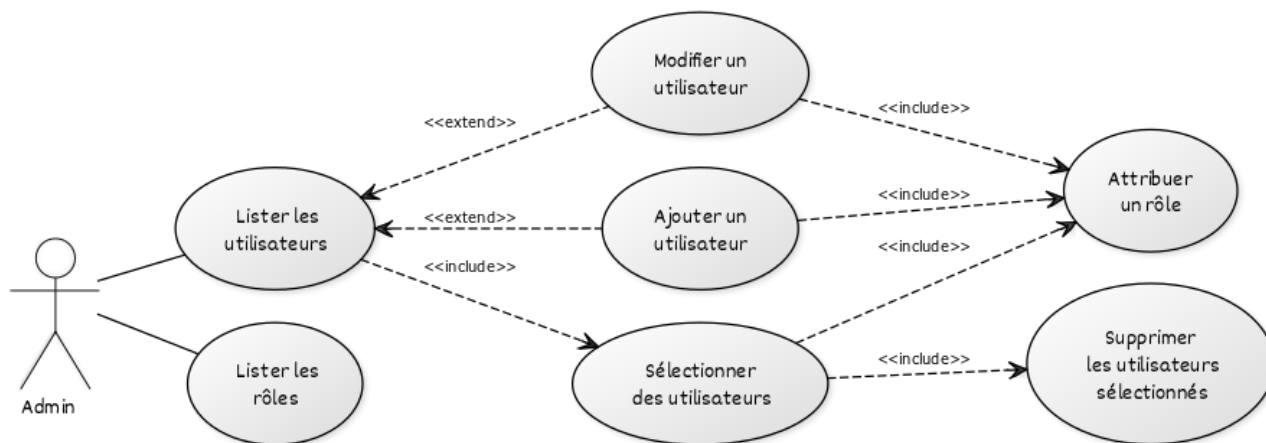 Modifier un
utilisateur
<<extend>>
<<include>>
Attribuer
un rôle
Lister les
utilisateurs
<<extend>>
Ajouter un
utilisateur
<<include>>
<<include>>
<<include>>
Lister les
rôles
Sélectionner
des utilisateurs
<<include>>
Supprimer
les utilisateurs
sélectionnés
Admin